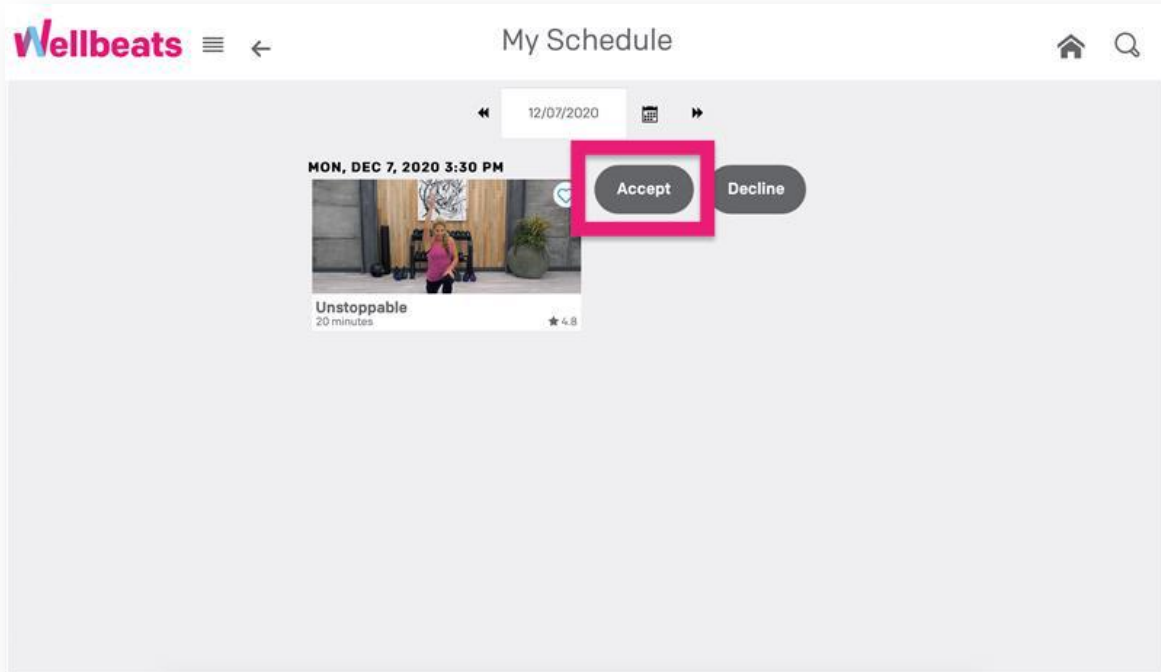 Wellbeats
My Schedule
12/07/2020
MON, DEC 7, 2020 3:30 PM
Accept
Decline
Unstoppable
20 minutes
4.8